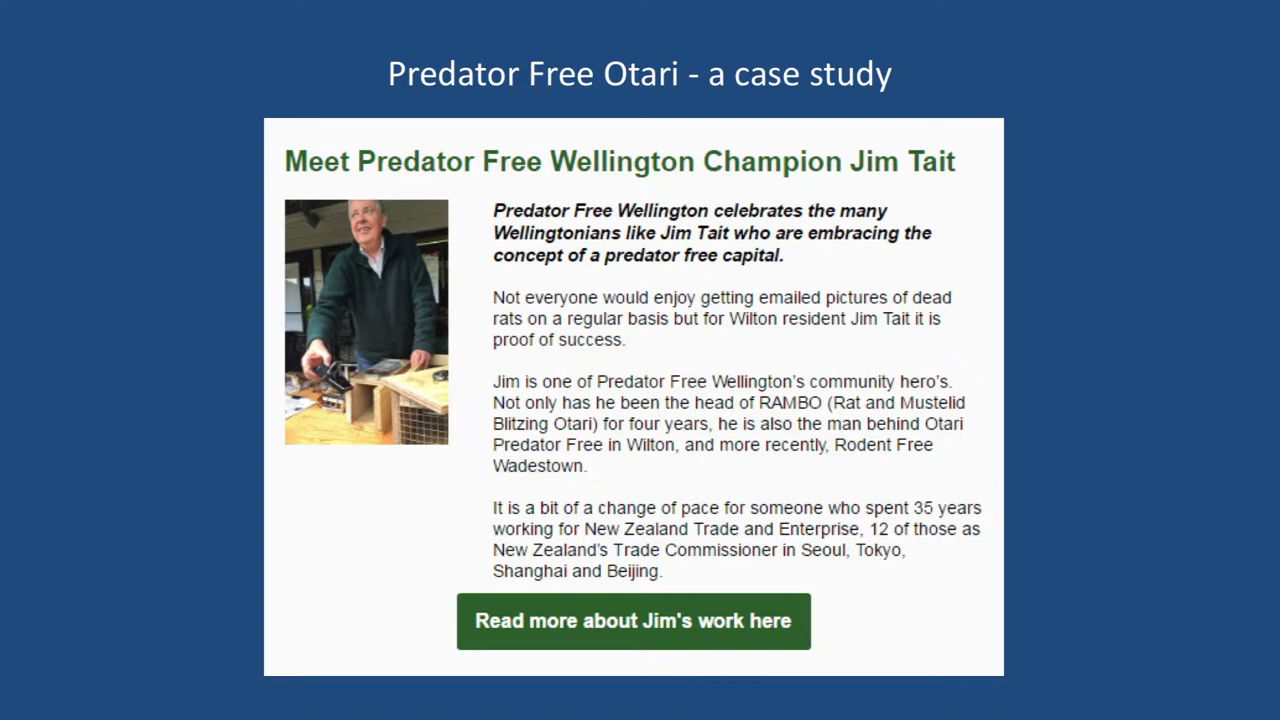 Predator Free Otari - a case study
Meet Predator Free Wellington Champion Jim Tait
Predator Free Wellington celebrates the many
Wellingtonians like Jim Tait who are embracing the
concept of a predator free capital.
Not everyone would enjoy getting emailed pictures of dead
rats on a regular basis but for Wilton resident Jim Tait it is
proof of success.
Jim is one of Predator Free Wellington's community hero's.
Not only has he been the head of RAMBO (Rat and Mustelid
Blitzing Otari) for four years, he is also the man behind Otari
Predator Free in Wilton, and more recently, Rodent Free
Wadestown.
It is a bit of a change of pace for someone who spent 35 years
working for New Zealand Trade and Enterprise, 12 of those as
New Zealand's Trade Commissioner in Seoul, Tokyo,
Shanghai and Beijing.
Read more about Jim's work here